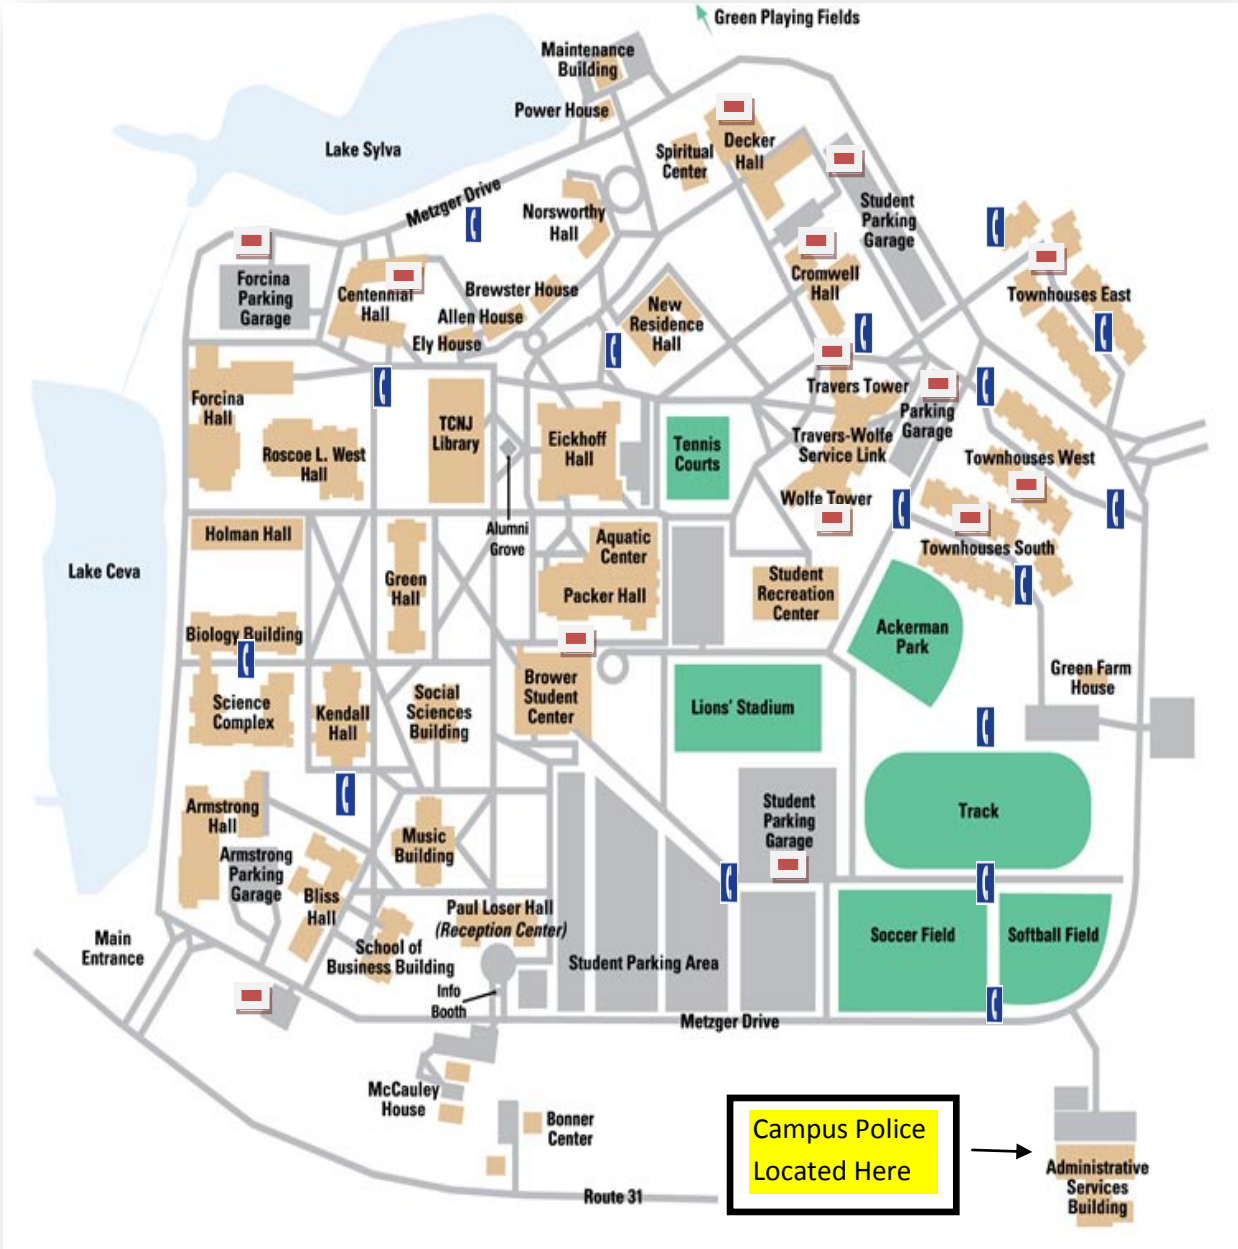 Green Playing Fields
Maintenance
Building
Power House
Lake Sylva
Spiritual
Center
Decker
Hall
Metzger Drive
Norsworthy
Hall
Student
Parking
Garage
Forcina
Parking
Garage
Centennial
Hall
Brewster House
Allen House
Ely House
New
Residence
Hall
Cromwell
Hall
Townhouses East
Forcina
Hall
Roscoe L. West
Hall
TCNJ
Library
Eickhoff
Hall
Tennis
Courts
Travers Tower
Travers-Wolfe
Service Link
Wolfe Tower
Parking
Garage
Townhouses West
Townhouses South
Holman Hall
Alumni
Grove
Lake Ceva
Green
Hall
Aquatic
Center
Packer Hall
Student
Recreation
Center
Ackerman
Park
Biology Building
Science
Complex
Kendall
Hall
Social
Sciences
Building
Brower
Student
Center
Lions' Stadium
Green Farm
House
Armstrong
Hall
Armstrong
Parking
Garage
Bliss
Hall
Music
Building
Student
Parking
Garage
Track
Paul Loser Hall
(Reception Center)
School of
Business Building
Student Parking Area
Soccer Field
Softball Field
Main
Entrance
Info
Booth
Metzger Drive
McCauley
House
Bonner
Center
Route 31
Campus Police
Located Here
Administrative
Services
Building